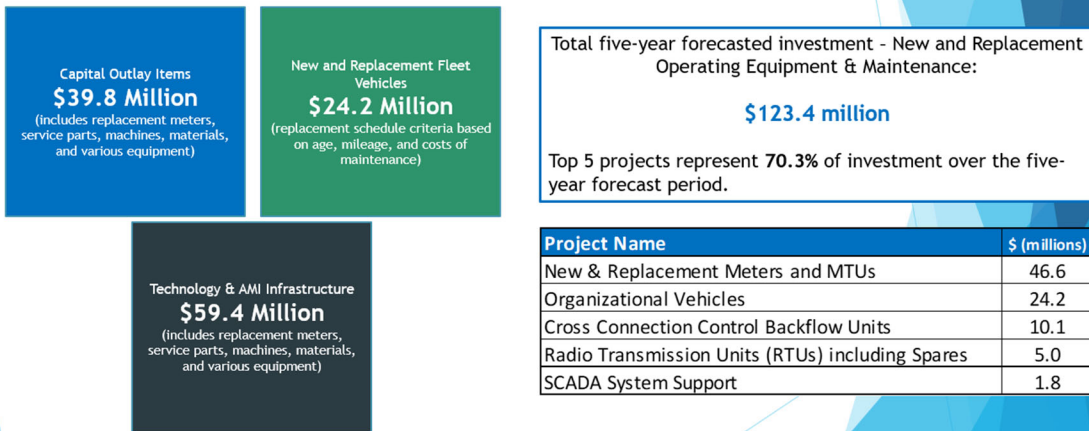 Capital Outlay Items
$39.8 Million
(includes replacement meters,
service parts, machines, materials,
and various equipment)
New and Replacement Fleet
Vehicles
$24.2 Million
(replacement schedule criteria based
on age, mileage, and costs of
maintenance)
Technology & AMI Infrastructure
$59.4 Million
(includes replacement meters,
service parts, machines, materials,
and various equipment)
Total five-year forecasted investment - New and Replacement
Operating Equipment & Maintenance:
$123.4 million
Top 5 projects represent 70.3% of investment over the five-
year forecast period.
Project Name $ (millions)
New & Replacement Meters and MTUs 46.6
Organizational Vehicles 24.2
Cross Connection Control Backflow Units 10.1
Radio Transmission Units (RTUs) including Spares 5.0
SCADA System Support 1.8